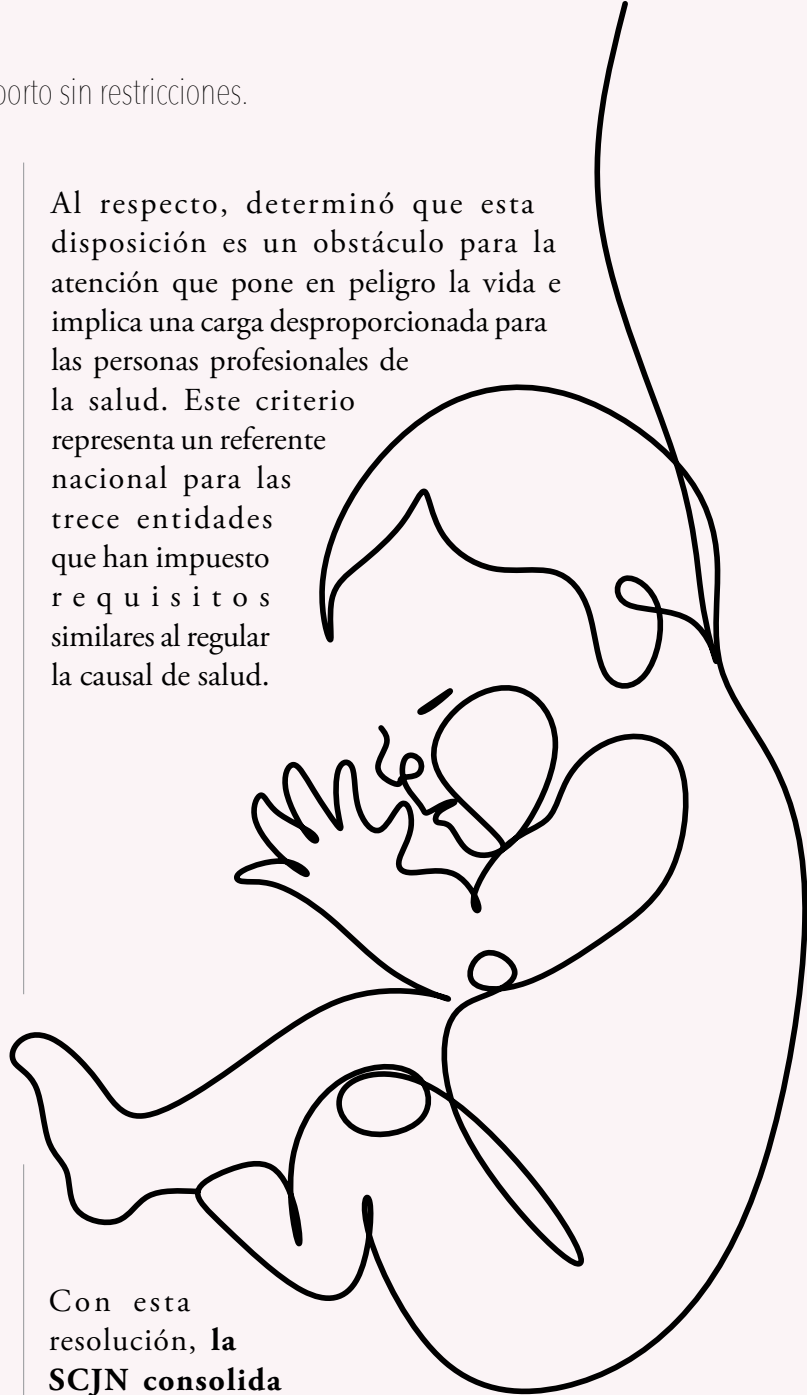 sin restricciones.
Al respecto, determinó que esta
disposición es un obstáculo para la
atención que pone en peligro la vida e
implica una carga desproporcionada para
las personas profesionales de
la salud. Este criterio
representa un referente
nacional para las
trece entidades
que han impuesto
requisitos
similares al regular
la causal de salud.
Con esta
resolución, la
SCJN consolida